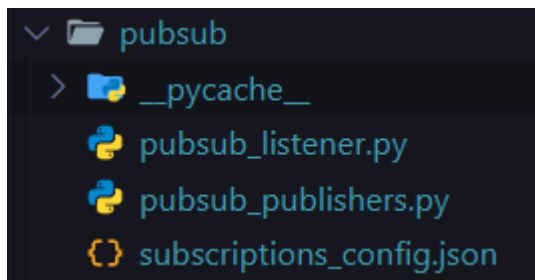 pubsub
__pycache__
pubsub_listener.py
pubsub_publishers.py
subscriptions_config.json